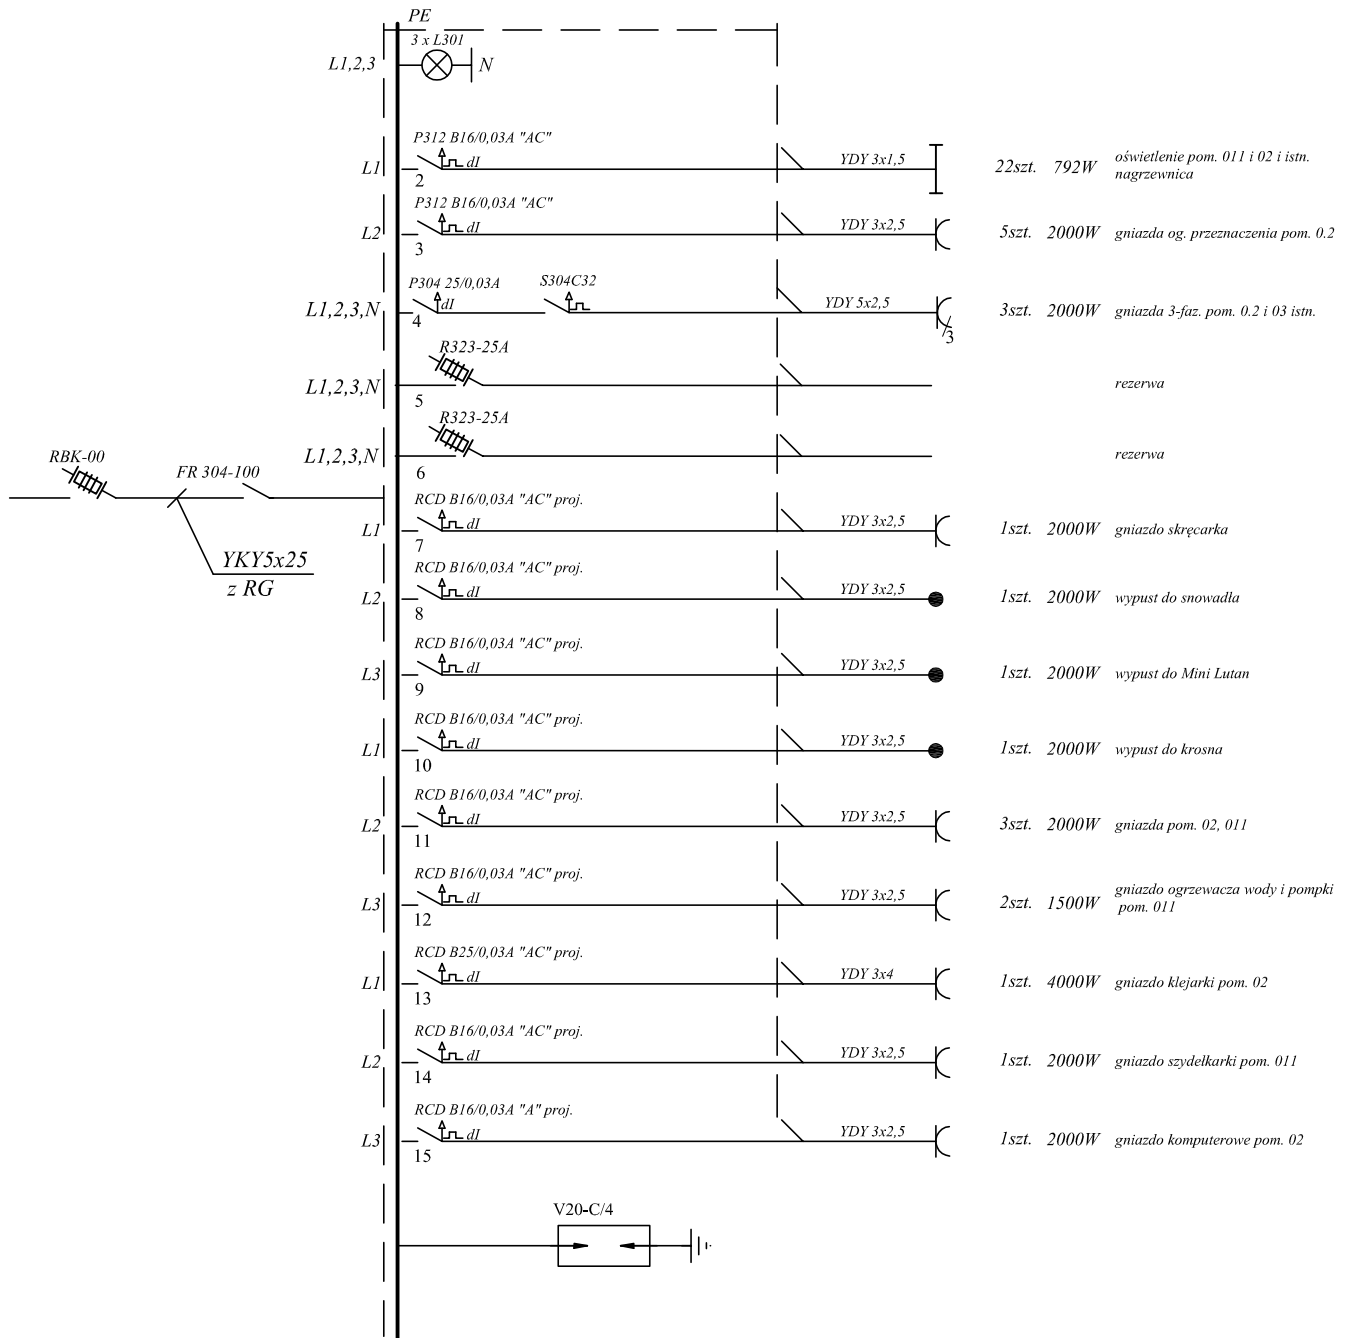 PE
3 x L301
L1,2,3
N
P312 B16/0,03A "AC"
L1
dI
2
YDY 3x1,5
22szt. 792W
oświetlenie pom. 011 i 02 i istn.
nagrzewnica
P312 B16/0,03A "AC"
L2
dI
3
YDY 3x2,5
5szt. 2000W
gniazda og. przeznaczenia pom. 0.2
P304 25/0,03A
S304C32
L1,2,3,N
dI
4
YDY 5x2,5
3
3szt. 2000W
gniazda 3-faz. pom. 0.2 i 03 istn.
R323-25A
L1,2,3,N
5
rezerwa
R323-25A
L1,2,3,N
6
rezerwa
RBK-00
FR 304-100
YKY5x25
z RG
RCD B16/0,03A "AC" proj.
L1
dI
7
YDY 3x2,5
1szt. 2000W
gniazdo skręcarka
RCD B16/0,03A "AC" proj.
L2
dI
8
YDY 3x2,5
1szt. 2000W
wypust do snowadła
RCD B16/0,03A "AC" proj.
L3
dI
9
YDY 3x2,5
1szt. 2000W
wypust do Mini Lutan
RCD B16/0,03A "AC" proj.
L1
dI
10
YDY 3x2,5
1szt. 2000W
wypust do krosna
RCD B16/0,03A "AC" proj.
L2
dI
11
YDY 3x2,5
3szt. 2000W
gniazda pom. 02, 011
RCD B16/0,03A "AC" proj.
L3
dI
12
YDY 3x2,5
2szt. 1500W
gniazdo ogrzewacza wody i pompki
pom. 011
RCD B25/0,03A "AC" proj.
L1
dI
13
YDY 3x4
1szt. 4000W
gniazdo klejarki pom. 02
RCD B16/0,03A "AC" proj.
L2
dI
14
YDY 3x2,5
1szt. 2000W
gniazdo szydełkarki pom. 011
RCD B16/0,03A "A" proj.
L3
dI
15
YDY 3x2,5
1szt. 2000W
gniazdo komputerowe pom. 02
V20-C/4